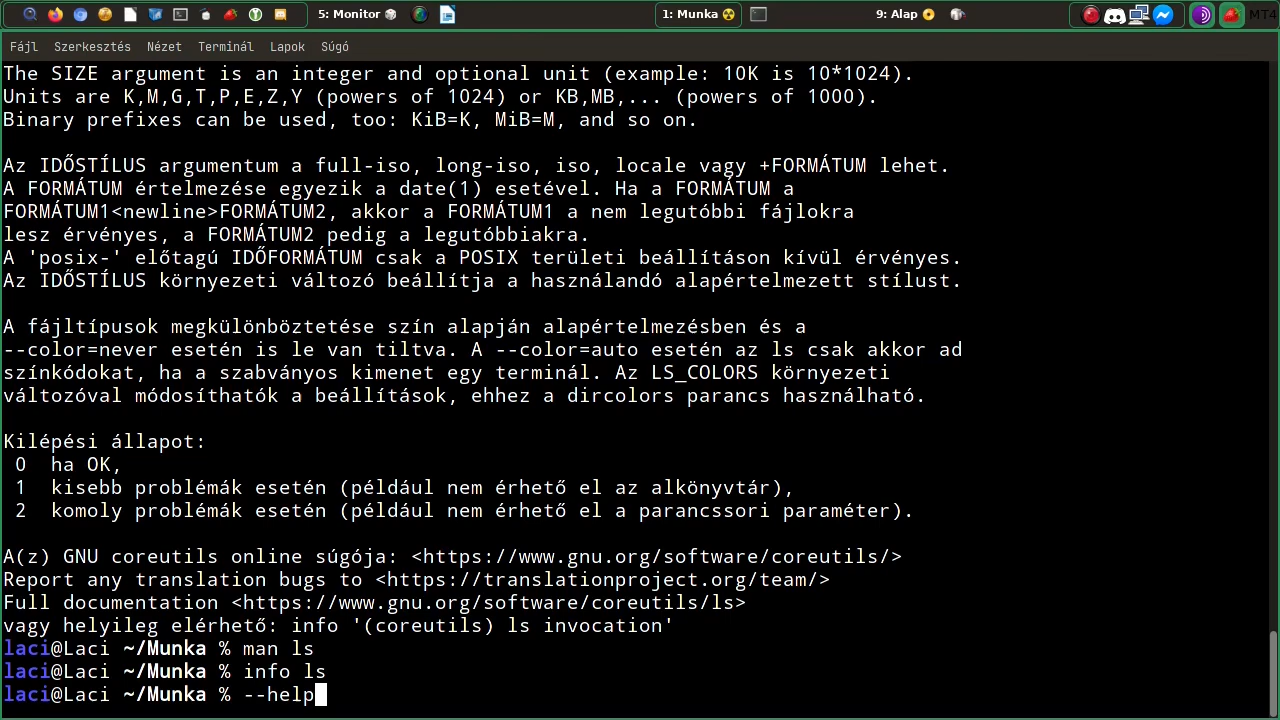 5: Monitor
1: Munka
9: Alap
MT4
Fájl Szerkesztés Nézet Terminál Lapok Súgó
The SIZE argument is an integer and optional unit (example: 10K is 10*1024).
Units are K,M,G,T,P,E,Z,Y (powers of 1024) or KB,MB,... (powers of 1000).
Binary prefixes can be used, too: KiB=K, MiB=M, and so on.
Az IDŐSTÍLUS argumentum a full-iso, long-iso, iso, locale vagy +FORMÁTUM lehet.
A FORMÁTUM értelmezése egyezik a date(1) esetével. Ha a FORMÁTUM a
FORMÁTUM1<newline>FORMÁTUM2, akkor a FORMÁTUM1 a nem legutóbbi fájlokra
lesz érvényes, a FORMÁTUM2 pedig a legutóbbiakra.
A 'posix-' előtagú IDŐFORMÁTUM csak a POSIX területi beállításon kívül érvényes.
Az IDŐSTÍLUS környezeti változó beállítja a használandó alapértelmezett stílust.
A fájltípusok megkülönböztetése szín alapján alapértelmezésben és a
--color=never esetén is le van tiltva. A --color=auto esetén az ls csak akkor ad
színkódokat, ha a szabványos kimenet egy terminál. Az LS_COLORS környezeti
változóval módosíthatók a beállítások, ehhez a dircolors parancs használható.
Kilépési állapot:
0 ha OK,
1 kisebb problémák esetén (például nem érhető el az alkönyvtár),
2 komoly problémák esetén (például nem érhető el a parancssori paraméter).
A(z) GNU coreutils online súgója: <https://www.gnu.org/software/coreutils/>
Report any translation bugs to <https://translationproject.org/team/>
Full documentation <https://www.gnu.org/software/coreutils/ls>
vagy helyileg elérhető: info '(coreutils) ls invocation'
laci@Laci ~/Munka % man ls
laci@Laci ~/Munka % info ls
laci@Laci ~/Munka % --help